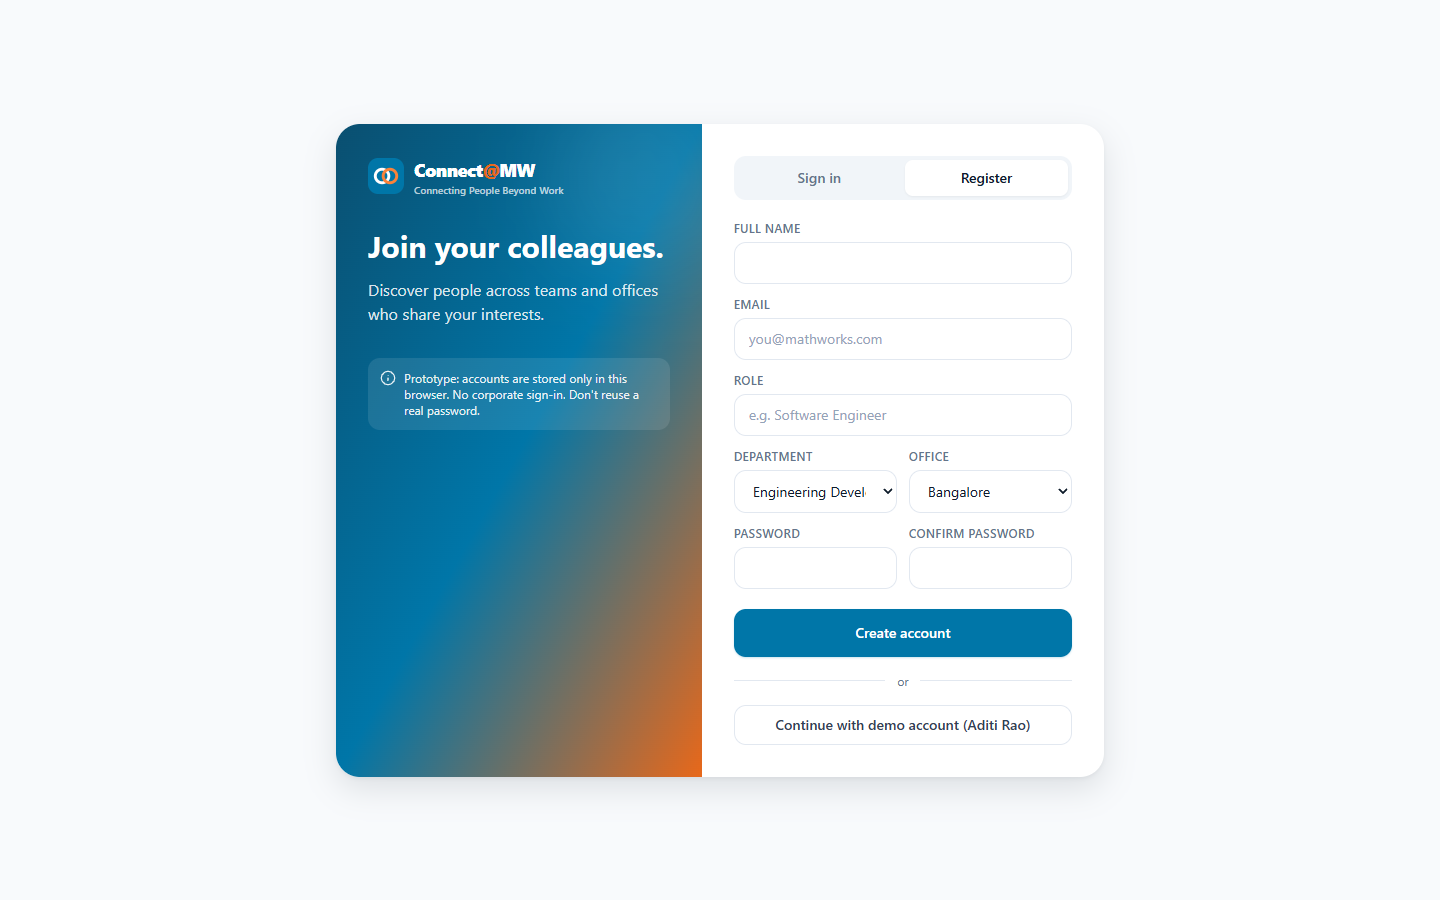 Connect@MW
Connecting People Beyond Work
Join your colleagues.
Discover people across teams and offices
who share your interests.
Prototype: accounts are stored only in this
browser. No corporate sign-in. Don't reuse a
real password.
Sign in
Register
FULL NAME
EMAIL
you@mathworks.com
ROLE
e.g. Software Engineer
DEPARTMENT
OFFICE
Engineering Devel
Bangalore
PASSWORD
CONFIRM PASSWORD
Create account
or
Continue with demo account (Aditi Rao)